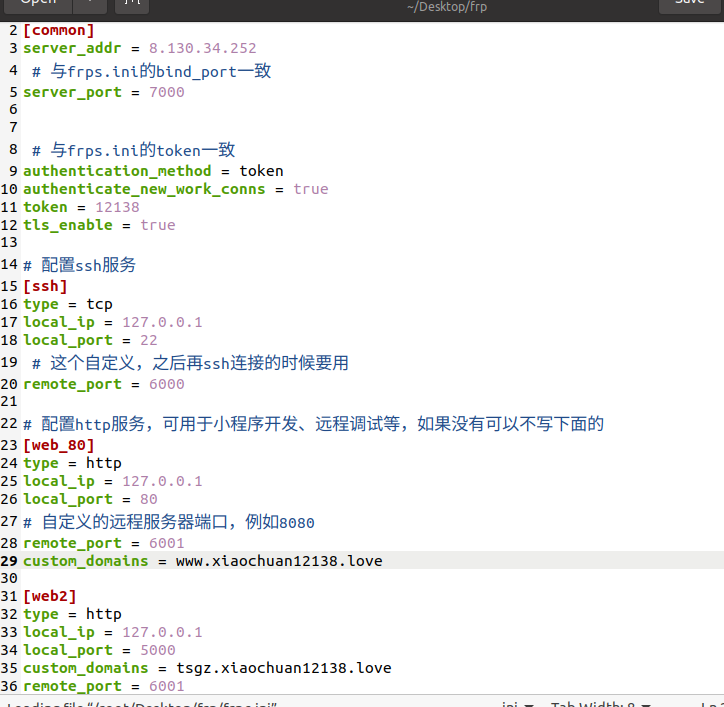 Open
~/Desktop/frp
Save
2 [common]
3 server_addr = 8.130.34.252
4 # 与frps.ini的bind_port一致
5 server_port = 7000
6
7
8 # 与frps.ini的token一致
9 authentication_method = token
10 authenticate_new_work_conns = true
11 token = 12138
12 tls_enable = true
13
14 # 配置ssh服务
15 [ssh]
16 type = tcp
17 local_ip = 127.0.0.1
18 local_port = 22
19 # 这个自定义，之后再ssh连接的时候要用
20 remote_port = 6000
21
22 # 配置http服务，可用于小程序开发、远程调试等，如果没有可以不写下面的
23 [web_80]
24 type = http
25 local_ip = 127.0.0.1
26 local_port = 80
27 # 自定义的远程服务器端口，例如8080
28 remote_port = 6001
29 custom_domains = www.xiaochuan12138.love
30
31 [web2]
32 type = http
33 local_ip = 127.0.0.1
34 local_port = 5000
35 custom_domains = tsgz.xiaochuan12138.love
36 remote_port = 6001
Loading file “/root/Desktop/frp/frpc.ini”
ini
Tab Width: 8